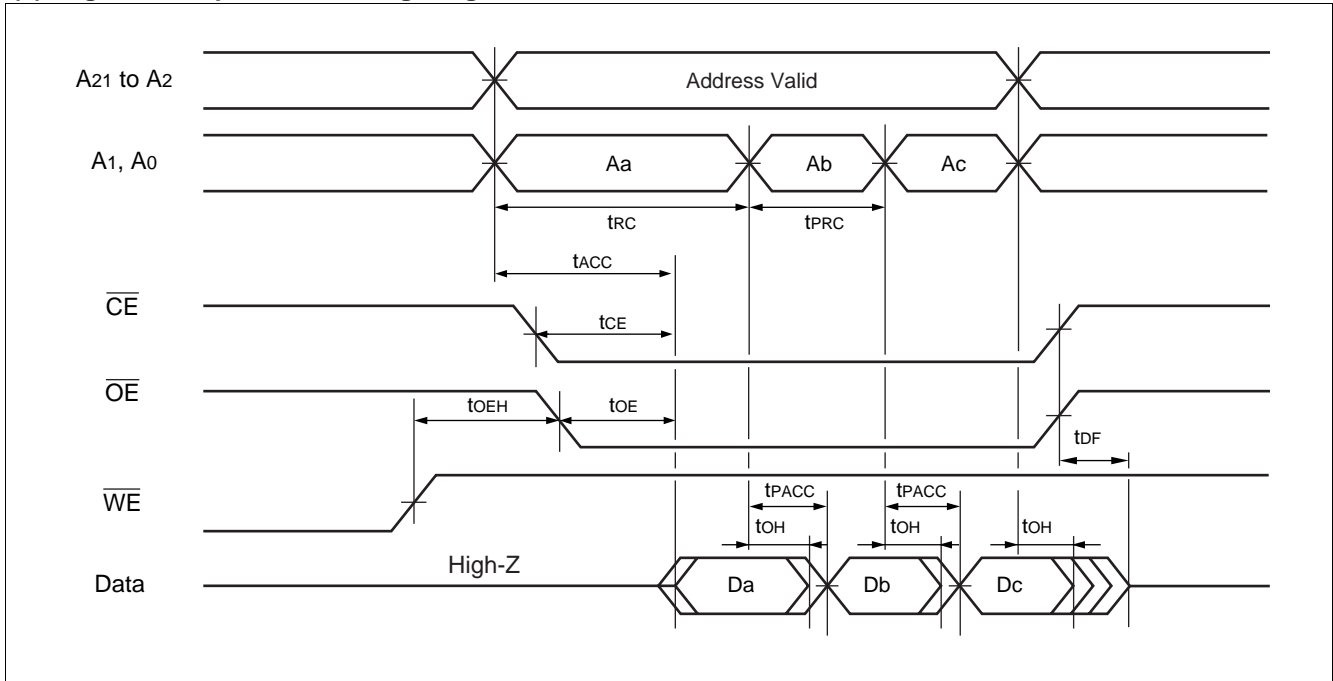 A21 to A2
Address Valid
A1, A0
Aa
Ab
Ac
tRC
tPRC
tACC
CE
tCE
OE
tOEH
tOE
tDF
WE
tPACC
tPACC
tOH
tOH
tOH
High-Z
Data
Da
Db
Dc